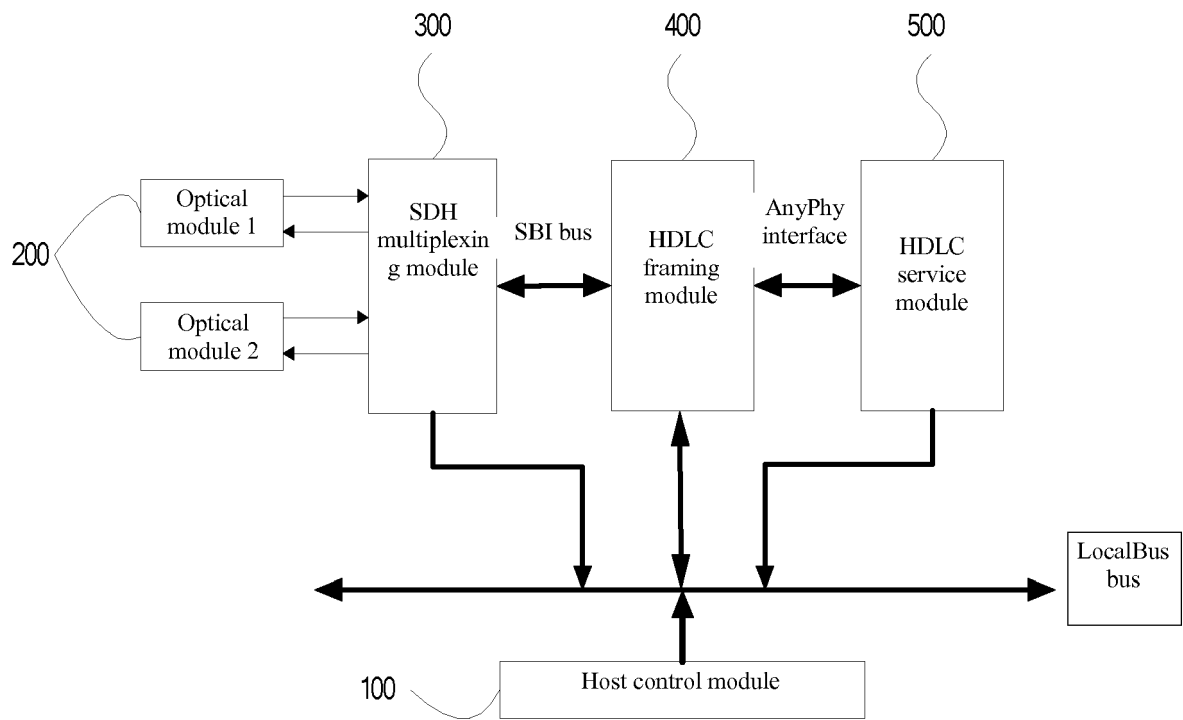 300
400
500
Optical
module 1
SDH
multiplexin
g module
SBI bus
HDLC
framing
module
AnyPhy
interface
HDLC
service
module
200
Optical
module 2
LocalBus
bus
100
Host control module